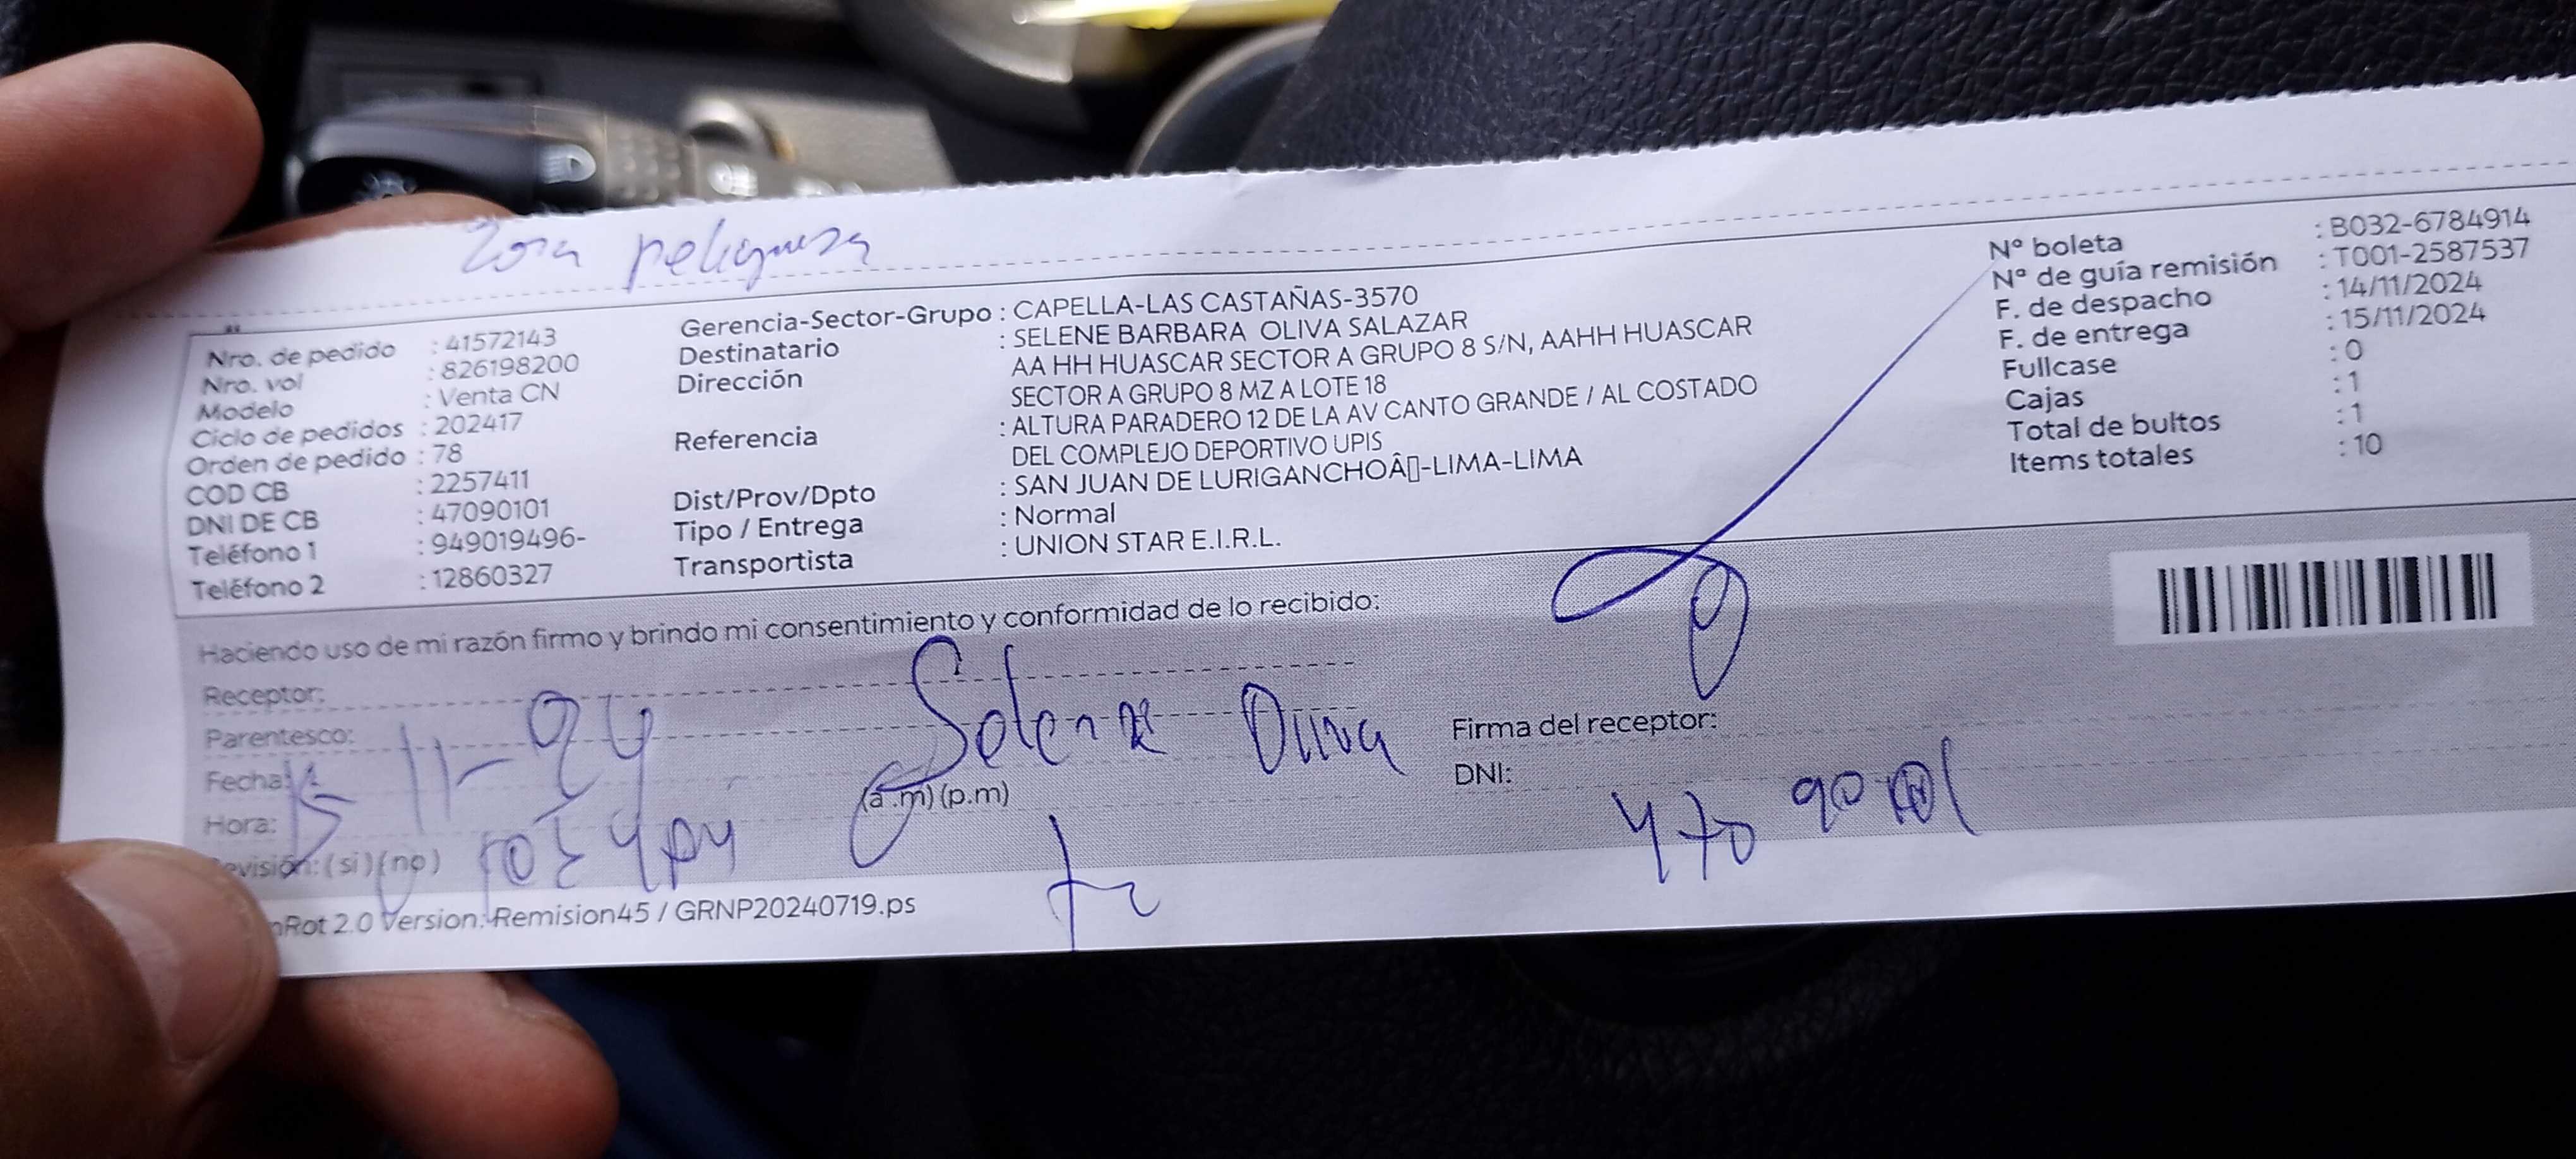 Zona peligrosa
Nro. de pedido : 41572143
Nro. vol : 826198200
Modelo : Venta CN
Ciclo de pedidos : 202417
Orden de pedido : 78
COD CB : 2257411
DNI DE CB : 47090101
Teléfono 1 : 949019496-
Teléfono 2 : 12860327
Gerencia-Sector-Grupo : CAPELLA-LAS CASTAÑAS-3570
Destinatario : SELENE BARBARA OLIVA SALAZAR
Dirección AA HH HUASCAR SECTOR A GRUPO 8 S/N, AAHH HUASCAR
SECTOR A GRUPO 8 MZ A LOTE 18
Referencia : ALTURA PARADERO 12 DE LA AV CANTO GRANDE / AL COSTADO
DEL COMPLEJO DEPORTIVO UPIS
Dist/Prov/Dpto : SAN JUAN DE LURIGANCHOÂ▯-LIMA-LIMA
Tipo / Entrega : Normal
Transportista : UNION STAR E.I.R.L.
N° boleta : B032-6784914
N° de guía remisión : T001-2587537
F. de despacho : 14/11/2024
F. de entrega : 15/11/2024
Fullcase : 0
Cajas : 1
Total de bultos : 1
Items totales : 10
Haciendo uso de mi razón firmo y brindo mi consentimiento y conformidad de lo recibido:
Receptor:
Selene Oliva
Parentesco:
Fecha: 15 11-24
Hora: (a .m) (p.m)
evisión: (si) (no)
Firma del receptor:
DNI: 47090101
nRot 2.0 Version: Remision45 / GRNP20240719.ps